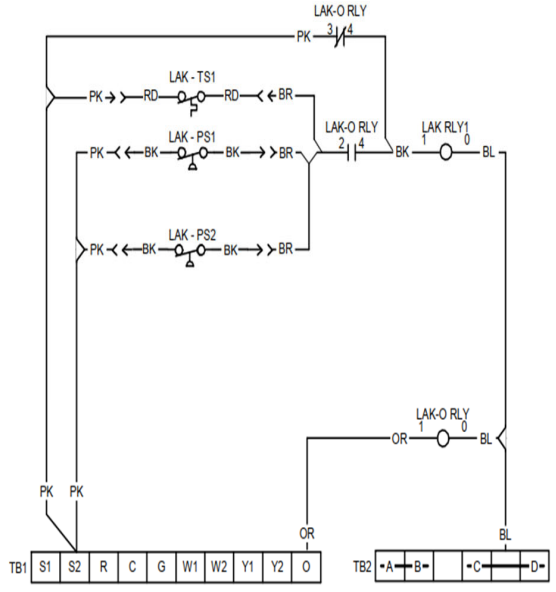 LAK-O RLY
PK 3 4
LAK - TS1
PK RD RD BR
LAK - PS1 LAK-O RLY LAK RLY1
2 4 1 0
PK BK BK BR BK BL
LAK - PS2
PK BK BK BR
LAK-O RLY
1 0
OR BL
PK PK
OR BL
TB1 S1 S2 R C G W1 W2 Y1 Y2 O TB2 A B C D